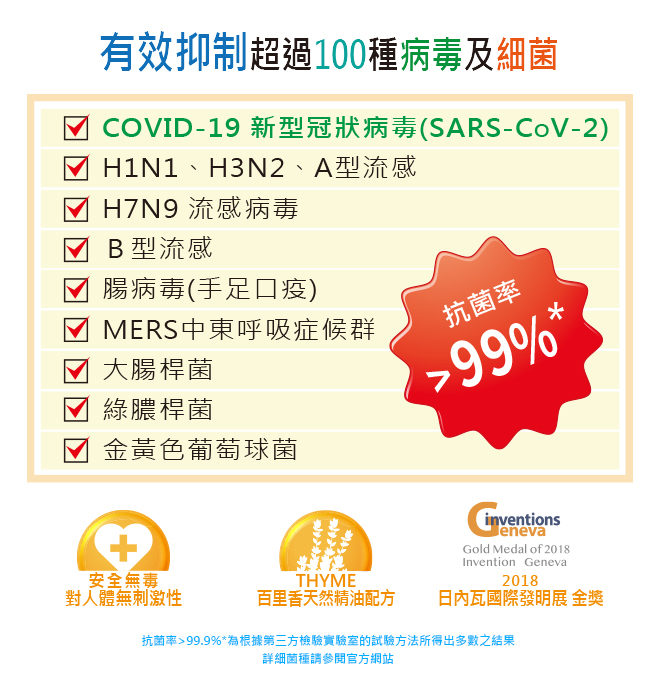 有效抑制超過100種病毒及細菌
COVID-19 新型冠狀病毒(SARS-CoV-2)
H1N1、H3N2、A型流感
H7N9 流感病毒
B型流感
腸病毒(手足口疫)
MERS中東呼吸症候群
大腸桿菌
綠膿桿菌
金黃色葡萄球菌
抗菌率
>99%*
安全無毒
對人體無刺激性
THYME
百里香天然精油配方
inventions
Geneva
Gold Medal of 2018
Invention Geneva
2018
日內瓦國際發明展 金獎
抗菌率>99.9%*為根據第三方檢驗實驗室的試驗方法所得出多數之結果
詳細菌種請參閱官方網站